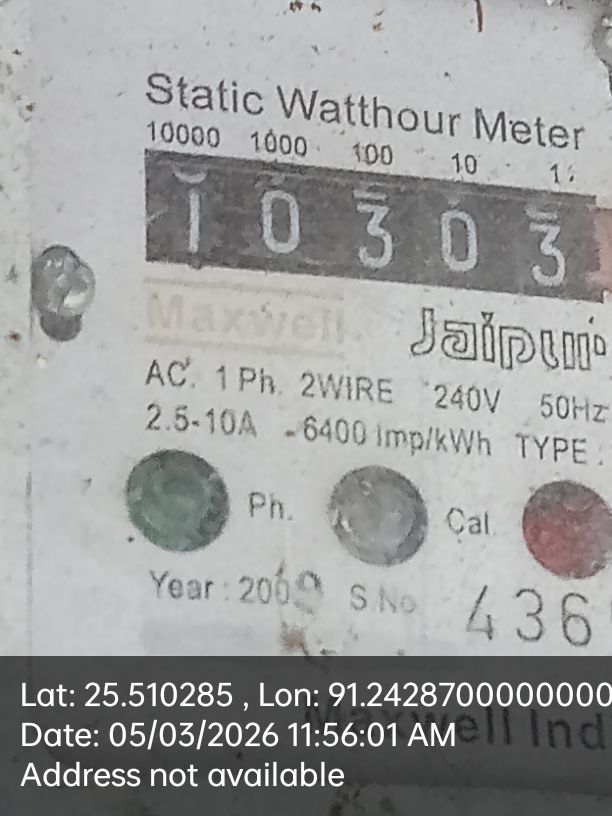 Static Watthour Meter
10000 1000 100 10 1
1 0 3 0 3
Maxwell
Jaipur
AC. 1 Ph. 2WIRE 240V 50Hz
2.5-10A 6400 imp/kWh TYPE :
Ph. Cal.
Year : S.No 436
Maxwell Ind
Lat: 25.510285 , Lon: 91.2428700000000
Date: 05/03/2026 11:56:01 AM
Address not available